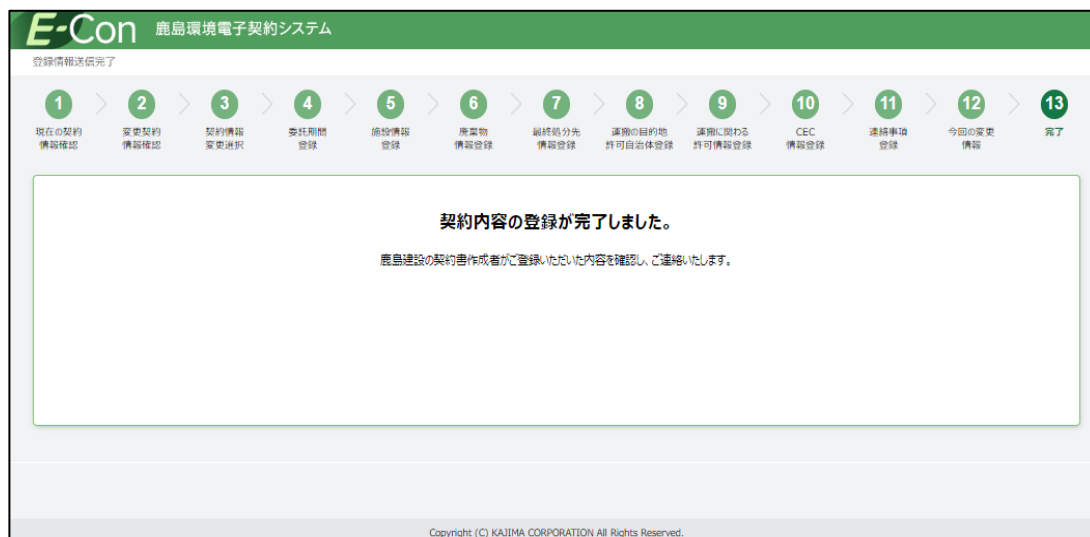 E-Con 鹿島環境電子契約システム
登録情報送信完了
1 2 3 4 5 6 7 8 9 10 11 12 13
現在の契約 変更契約 契約情報 委託期間 施設情報 廃棄物 最終処分先 運搬の目的地 運搬に関わる CEC 連絡事項 今回の変更 完了
情報確認 情報確認 変更選択 登録 登録 情報登録 情報登録 許可自治体登録 許可情報登録 情報登録 登録 情報
契約内容の登録が完了しました。
鹿島建設の契約書作成者がご登録いただいた内容を確認し、ご連絡いたします。
Copyright (C) KAJIMA CORPORATION All Rights Reserved.